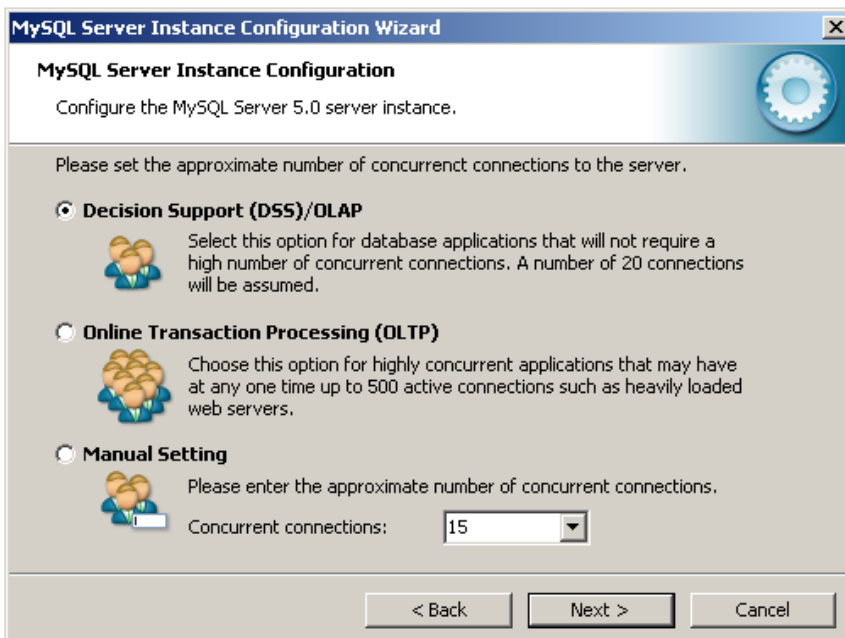 MySQL Server Instance Configuration Wizard
MySQL Server Instance Configuration
Configure the MySQL Server 5.0 server instance.
Please set the approximate number of concurrenct connections to the server.
Decision Support (DSS)/OLAP
Select this option for database applications that will not require a
high number of concurrent connections. A number of 20 connections
will be assumed.
Online Transaction Processing (OLTP)
Choose this option for highly concurrent applications that may have
at any one time up to 500 active connections such as heavily loaded
web servers.
Manual Setting
Please enter the approximate number of concurrent connections.
Concurrent connections: 15
< Back Next > Cancel